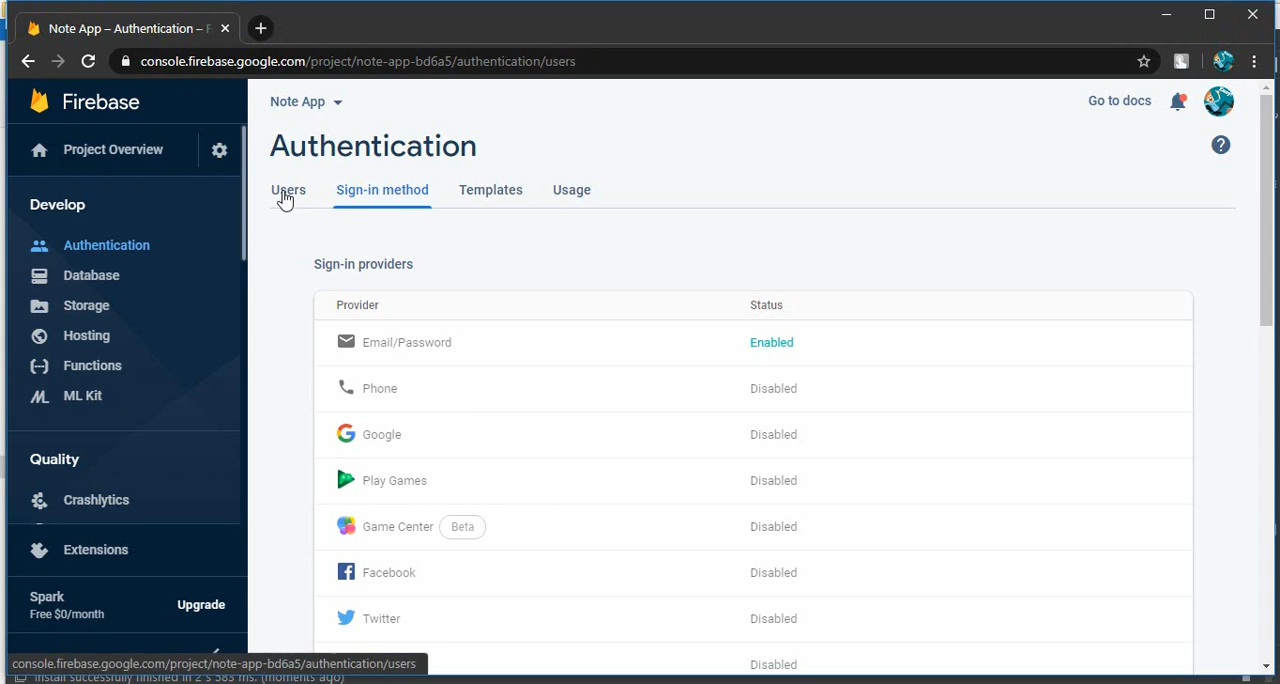 Note App – Authentication – F
console.firebase.google.com/project/note-app-bd6a5/authentication/users
Firebase
Project Overview
Develop
Authentication
Database
Storage
Hosting
Functions
ML Kit
Quality
Crashlytics
Extensions
Spark
Free $0/month
Upgrade
Note App
Go to docs
Authentication
Users
Sign-in method
Templates
Usage
Sign-in providers
Provider Status
Email/Password Enabled
Phone Disabled
Google Disabled
Play Games Disabled
Game Center Beta Disabled
Facebook Disabled
Twitter Disabled
Disabled
console.firebase.google.com/project/note-app-bd6a5/authentication/users
Install successfully finished in 2 s 583 ms. (moments ago)